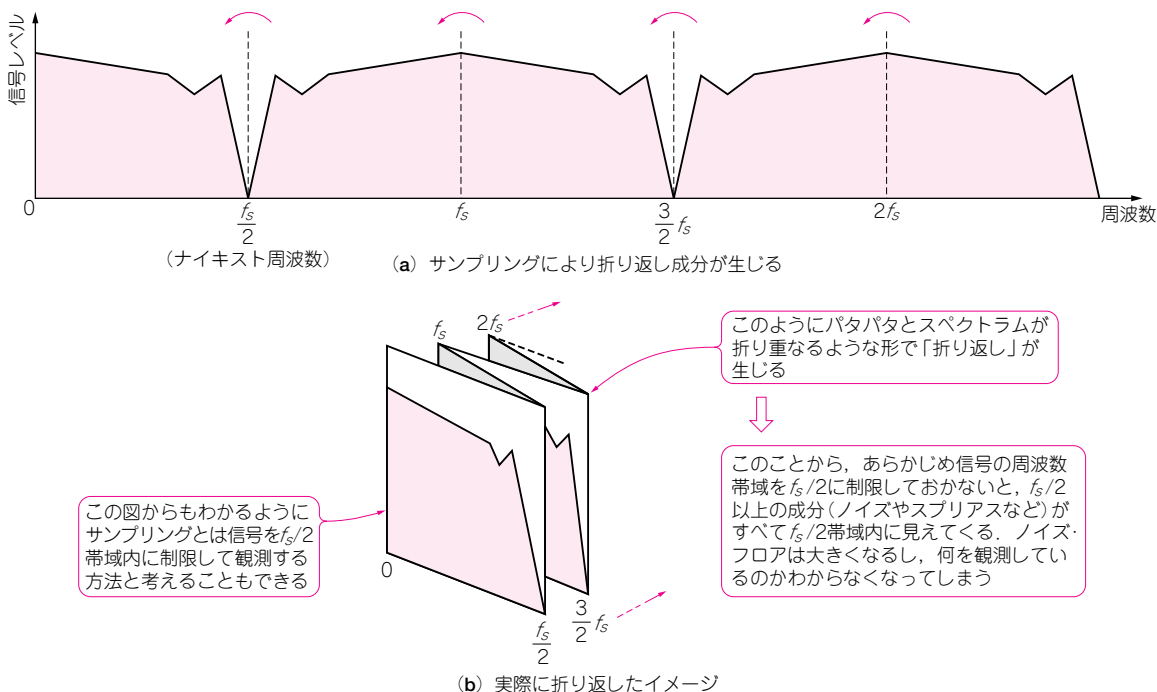 信号レベル
0
fs/2
(ナイキスト周波数)
fs
3/2 fs
2fs
周波数
(a) サンプリングにより折り返し成分が生じる
fs
2fs
このようにパタパタとスペクトラムが
折り重なるような形で「折り返し」が
生じる
このことから，あらかじめ信号の周波数
帯域をfs/2に制限しておかないと，fs/2
以上の成分(ノイズやスプリアスなど)が
すべてfs/2帯域内に見えてくる．ノイズ・
フロアは大きくなるし，何を観測してい
るのかわからなくなってしまう
この図からもわかるように
サンプリングとは信号をfs/2
帯域内に制限して観測する
方法と考えることもできる
0
fs/2
3/2 fs
(b) 実際に折り返したイメージ